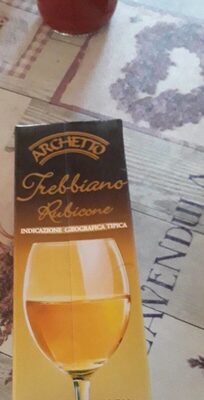 ARCHETTO
Trebbiano
Rubicone
INDICAZIONE GEOGRAFICA TIPICA
LAVENDULA